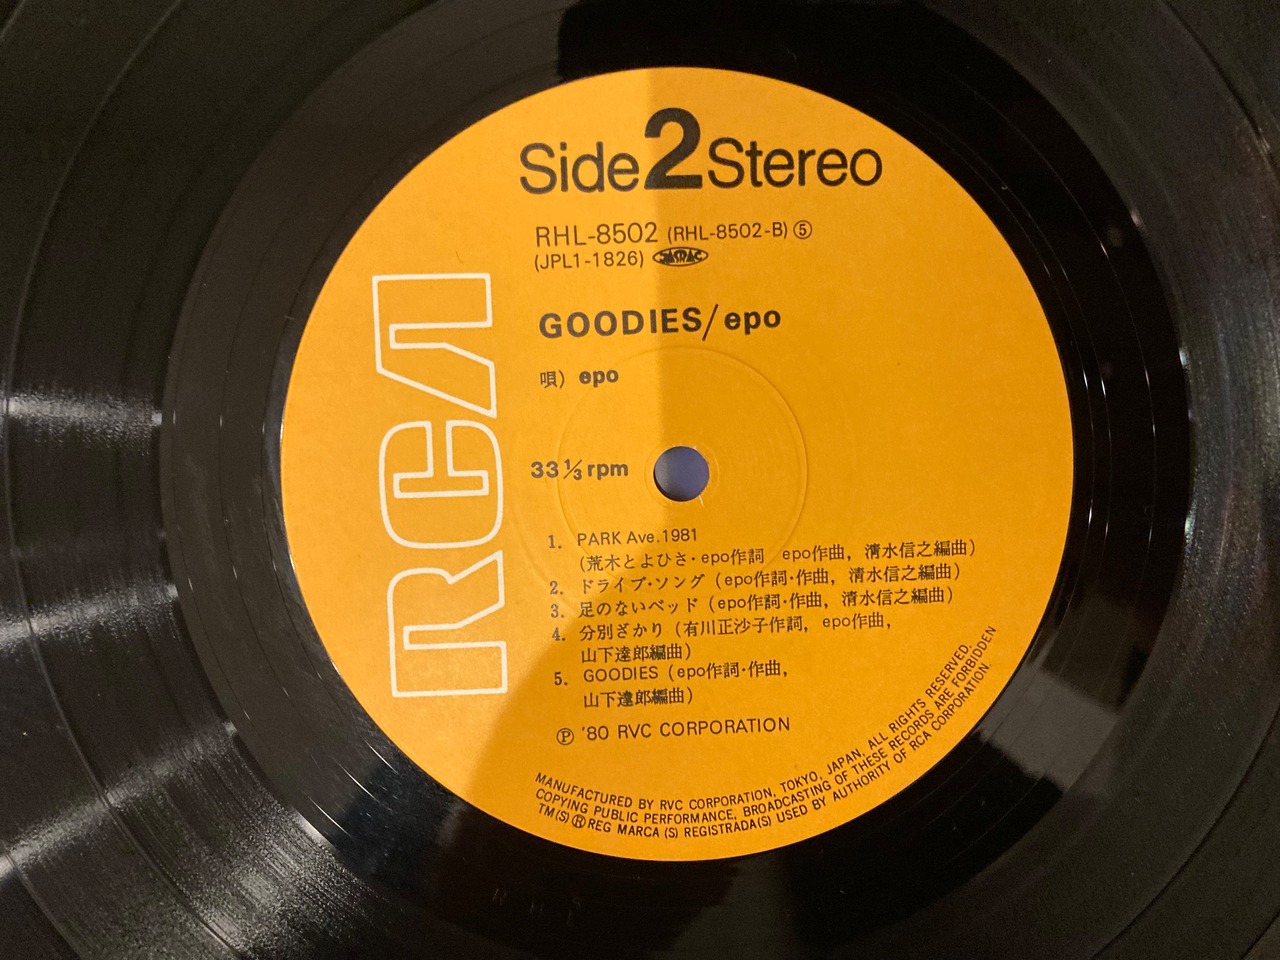 Side 2 Stereo
RHL-8502 (RHL-8502-B) ⑤
(JPL1-1826) JASRAC
GOODIES/epo
唄) epo
RCA
33⅓ rpm
1. PARK Ave.1981
(荒木とよひさ・epo作詞 epo作曲, 清水信之編曲)
2. ドライブ・ソング (epo作詞・作曲, 清水信之編曲)
3. 足のないベッド (epo作詞・作曲, 清水信之編曲)
4. 分別ざかり (有川正沙子作詞, epo作曲,
山下達郎編曲)
5. GOODIES (epo作詞・作曲,
山下達郎編曲)
Ⓟ '80 RVC CORPORATION
MANUFACTURED BY RVC CORPORATION, TOKYO, JAPAN, ALL RIGHTS RESERVED.
COPYING PUBLIC PERFORMANCE, BROADCASTING OF THESE RECORDS ARE FORBIDDEN
TM(S) ® REG MARCA (S) REGISTRADA(S) USED BY AUTHORITY OF RCA CORPORATION.